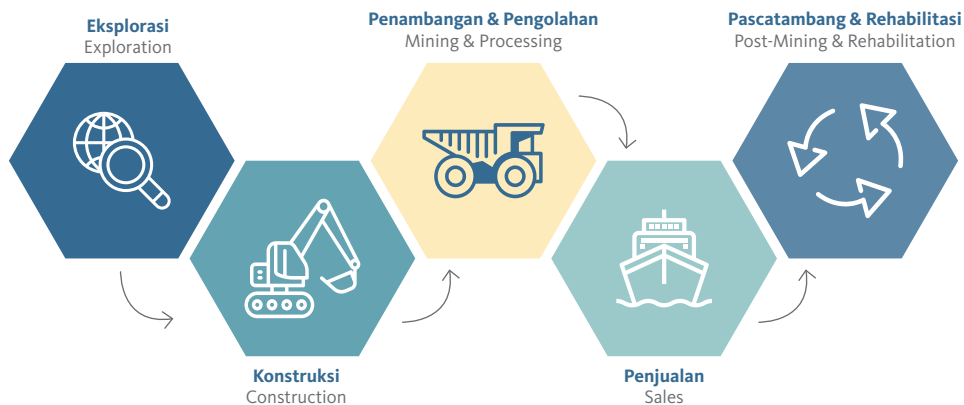 Eksplorasi
Exploration
Konstruksi
Construction
Penambangan & Pengolahan
Mining & Processing
Penjualan
Sales
Pascatambang & Rehabilitasi
Post-Mining & Rehabilitation